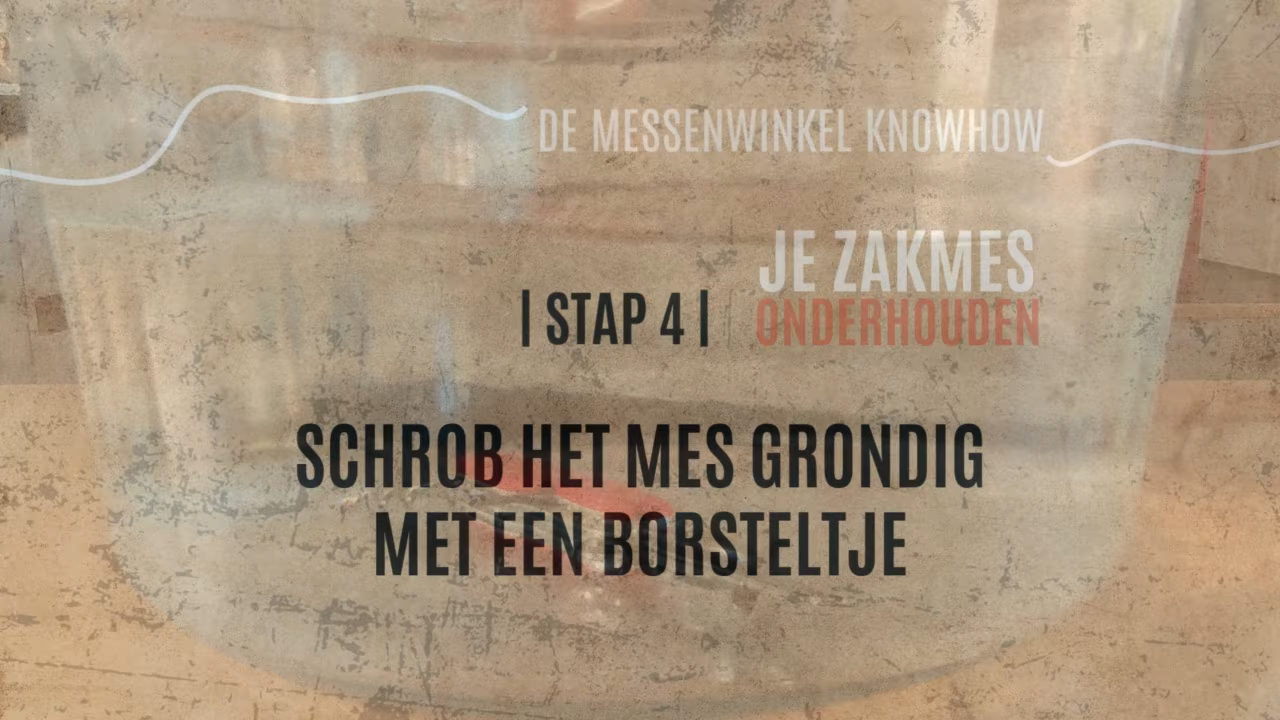 DE MESSENWINKEL KNOWHOW
JE ZAKMES
ONDERHOUDEN
| STAP 4 |
SCHROB HET MES GRONDIG
MET EEN BORSTELTJE